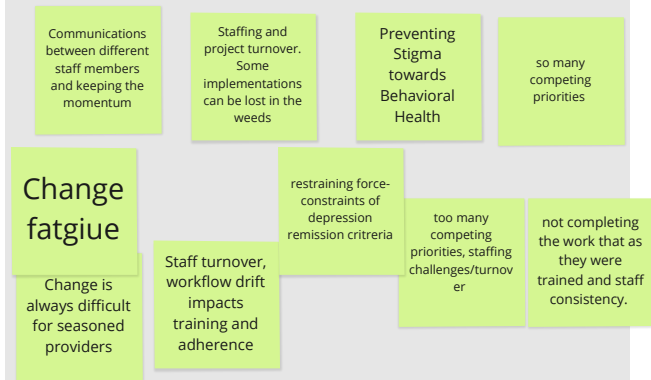 Communications
between different
staff members
and keeping the
momentum
Staffing and
project turnover.
Some
implementations
can be lost in the
weeds
Preventing
Stigma
towards
Behavioral
Health
so many
competing
priorities
Change
fatgiue
Change is
always difficult
for seasoned
providers
Staff turnover,
workflow drift
impacts
training and
adherence
restraining force-
constraints of
depression
remission critreria
too many
competing
priorities, staffing
challenges/turnov
er
not completing
the work that as
they were
trained and staff
consistency.